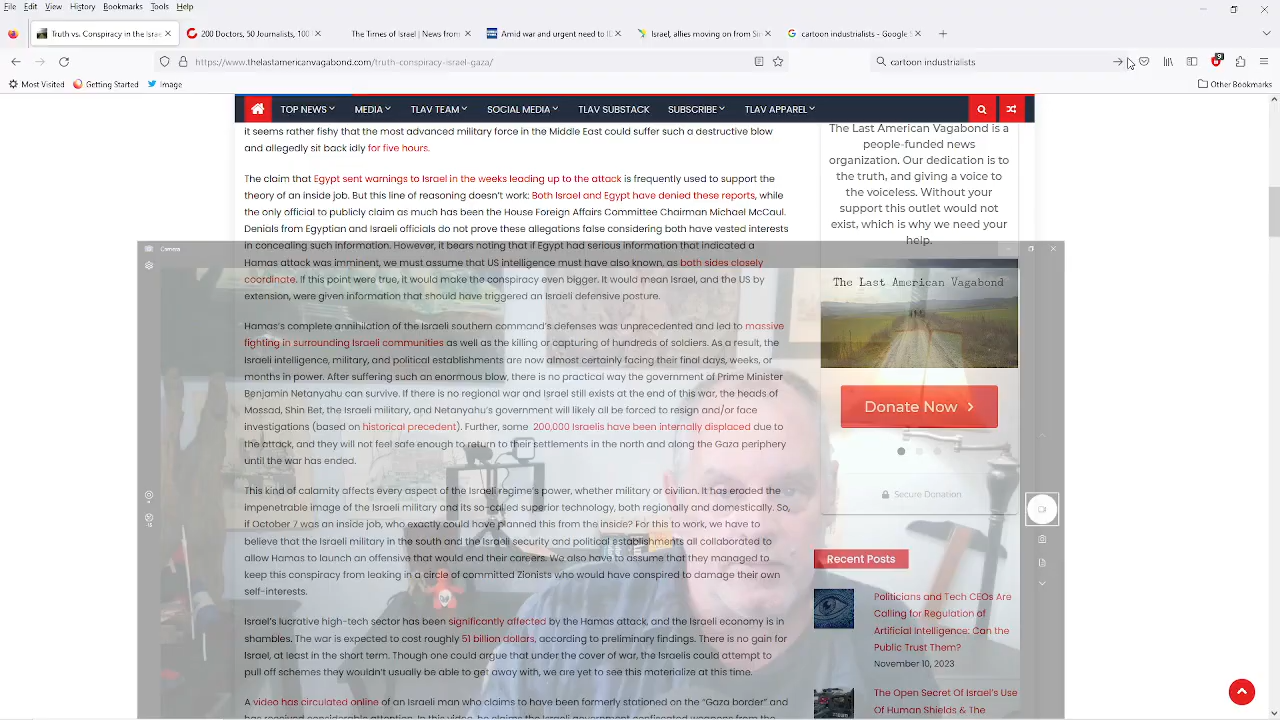 File Edit View History Bookmarks Tools Help
Truth vs. Conspiracy in the Israe
200 Doctors, 50 Journalists, 100
The Times of Israel | News from
Amid war and urgent need to ID
Israel, allies moving on from Sin
cartoon industrialists - Google S
https://www.thelastamericanvagabond.com/truth-conspiracy-israel-gaza/
cartoon industrialists
9
Most Visited Getting Started Image
Other Bookmarks
TOP NEWS MEDIA TLAV TEAM SOCIAL MEDIA TLAV SUBSTACK SUBSCRIBE TLAV APPAREL
it seems rather fishy that the most advanced military force in the Middle East could suffer such a destructive blow
and allegedly sit back idly for five hours.
The claim that Egypt sent warnings to Israel in the weeks leading up to the attack is frequently used to support the
theory of an inside job. But this line of reasoning doesn't work: Both Israel and Egypt have denied these reports, while
the only official to publicly claim as much has been the House Foreign Affairs Committee Chairman Michael McCaul.
Denials from Egyptian and Israeli officials do not prove these allegations false considering both have vested interests
in concealing such information. However, it bears noting that if Egypt had serious information that indicated a
Hamas attack was imminent, we must assume that US intelligence must have also known, as both sides closely
coordinate. If this point were true, it would make the conspiracy even bigger. It would mean Israel, and the US by
extension, were given information that should have triggered an Israeli defensive posture.
Hamas's complete annihilation of the Israeli southern command's defenses was unprecedented and led to massive
fighting in surrounding Israeli communities as well as the killing or capturing of hundreds of soldiers. As a result, the
Israeli intelligence, military, and political establishments are now almost certainly facing their final days, weeks, or
months in power. After suffering such an enormous blow, there is no practical way the government of Prime Minister
Benjamin Netanyahu can survive. If there is no regional war and Israel still exists at the end of this war, the heads of
Mossad, Shin Bet, the Israeli military, and Netanyahu's government will likely all be forced to resign and/or face
investigations (based on historical precedent). Further, some 200,000 Israelis have been internally displaced due to
the attack, and they will not feel safe enough to return to their settlements in the north and along the Gaza periphery
until the war has ended.
This kind of calamity affects every aspect of the Israeli regime's power, whether military or civilian. It has eroded the
impenetrable image of the Israeli military and its so-called superior technology, both regionally and domestically. So,
if October 7 was an inside job, who exactly could have planned this from the inside? For this to work, we have to
believe that the Israeli military in the south and the Israeli security and political establishments all collaborated to
allow Hamas to launch an offensive that would end their careers. We also have to assume that they managed to
keep this conspiracy from leaking in a circle of committed Zionists who would have conspired to damage their own
self-interests.
Israel's lucrative high-tech sector has been significantly affected by the Hamas attack, and the Israeli economy is in
shambles. The war is expected to cost roughly 51 billion dollars, according to preliminary findings. There is no gain for
Israel, at least in the short term. Though one could argue that under the cover of war, the Israelis could attempt to
pull off schemes they wouldn't usually be able to get away with, we are yet to see this materialize at this time.
A video has circulated online of an Israeli man who claims to have been formerly stationed on the "Gaza border" and
has received considerable attention. In this video, he claims the Israeli government confiscated weapons from the
The Last American Vagabond is a
people-funded news
organization. Our dedication is to
the truth, and giving a voice to
the voiceless. Without your
support this outlet would not
exist, which is why we need your
help.
Camera
The Last American Vagabond
Donate Now
Secure Donation
Recent Posts
Politicians and Tech CEOs Are
Calling for Regulation of
Artificial Intelligence: Can the
Public Trust Them?
November 10, 2023
The Open Secret Of Israel's Use
Of Human Shields & The